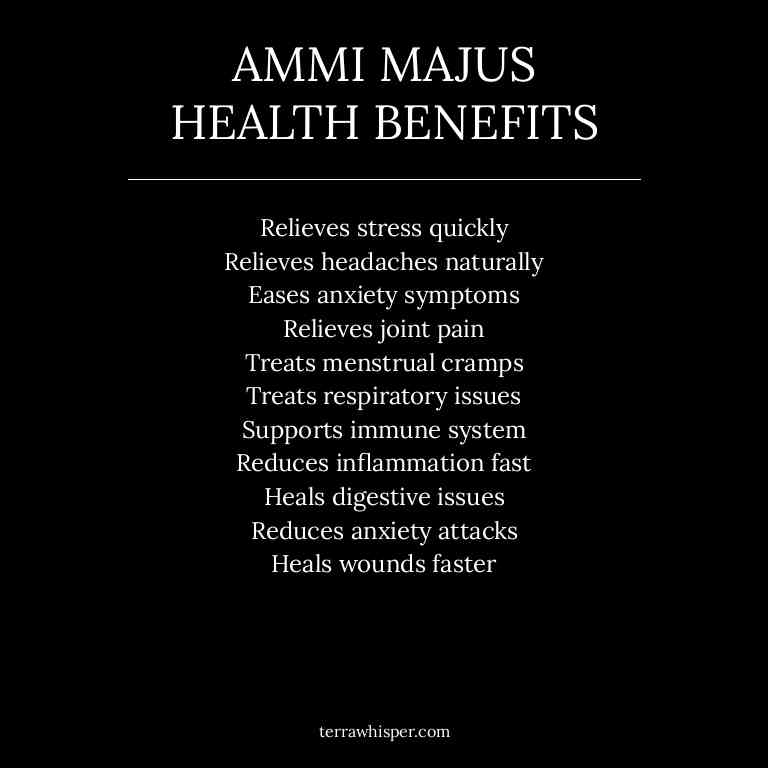 AMMI MAJUS
HEALTH BENEFITS
Relieves stress quickly
Relieves headaches naturally
Eases anxiety symptoms
Relieves joint pain
Treats menstrual cramps
Treats respiratory issues
Supports immune system
Reduces inflammation fast
Heals digestive issues
Reduces anxiety attacks
Heals wounds faster
terrawhisper.com